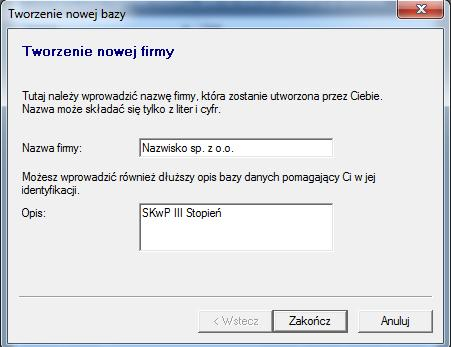 Tworzenie nowej bazy
Tworzenie nowej firmy
Tutaj należy wprowadzić nazwę firmy, która zostanie utworzona przez Ciebie.
Nazwa może składać się tylko z liter i cyfr.
Nazwa firmy: Nazwisko sp. z o.o.
Możesz wprowadzić również dłuższy opis bazy danych pomagający Ci w jej
identyfikacji.
Opis: SKwP III Stopień
< Wstecz Zakończ Anuluj